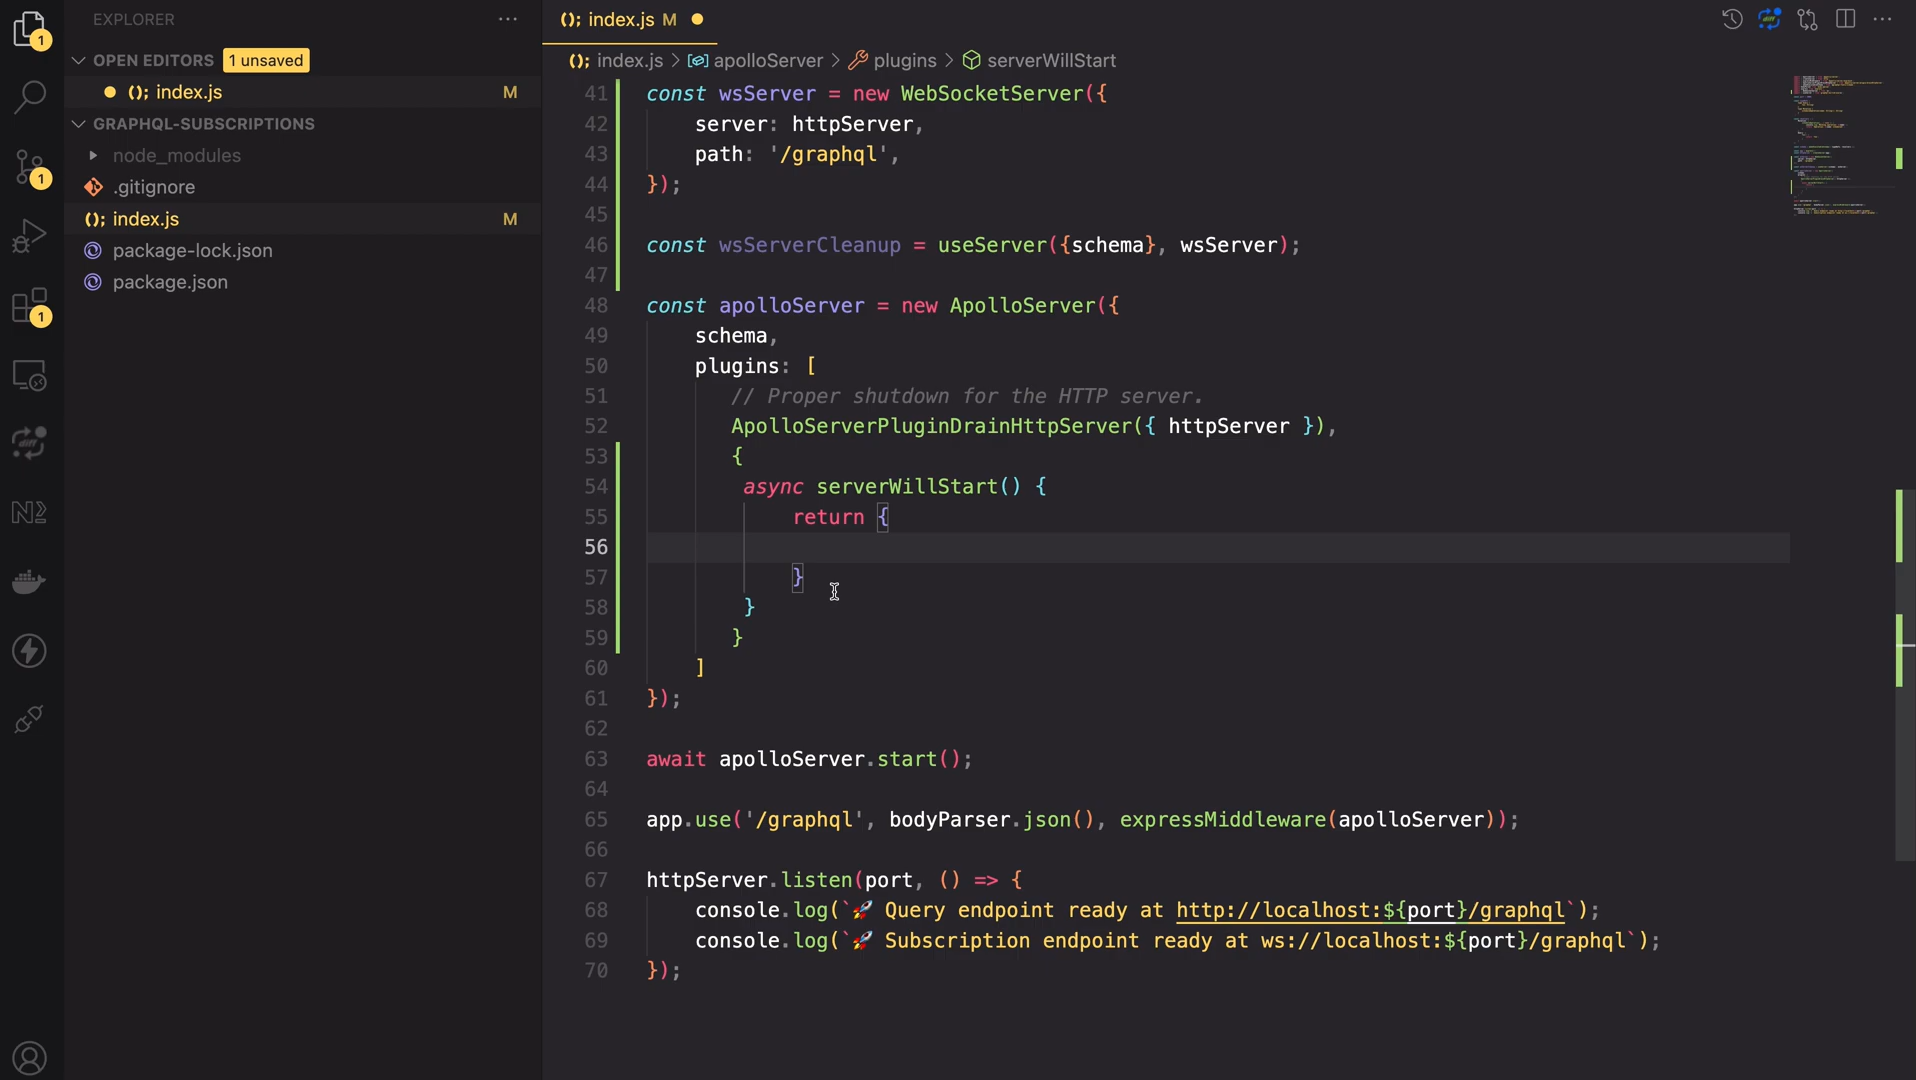 EXPLORER
OPEN EDITORS 1 unsaved
(); index.js M
GRAPHQL-SUBSCRIPTIONS
node_modules
.gitignore
(); index.js M
package-lock.json
package.json
1
1
1
diff
(); index.js M
diff
(); index.js > apolloServer > plugins > serverWillStart
41 const wsServer = new WebSocketServer({
42 server: httpServer,
43 path: '/graphql',
44 });
45
46 const wsServerCleanup = useServer({schema}, wsServer);
47
48 const apolloServer = new ApolloServer({
49 schema,
50 plugins: [
51 // Proper shutdown for the HTTP server.
52 ApolloServerPluginDrainHttpServer({ httpServer }),
53 {
54 async serverWillStart() {
55 return {
56
57 }
58 }
59 }
60 ]
61 });
62
63 await apolloServer.start();
64
65 app.use('/graphql', bodyParser.json(), expressMiddleware(apolloServer));
66
67 httpServer.listen(port, () => {
68 console.log(`🚀 Query endpoint ready at http://localhost:${port}/graphql`);
69 console.log(`🚀 Subscription endpoint ready at ws://localhost:${port}/graphql`);
70 });